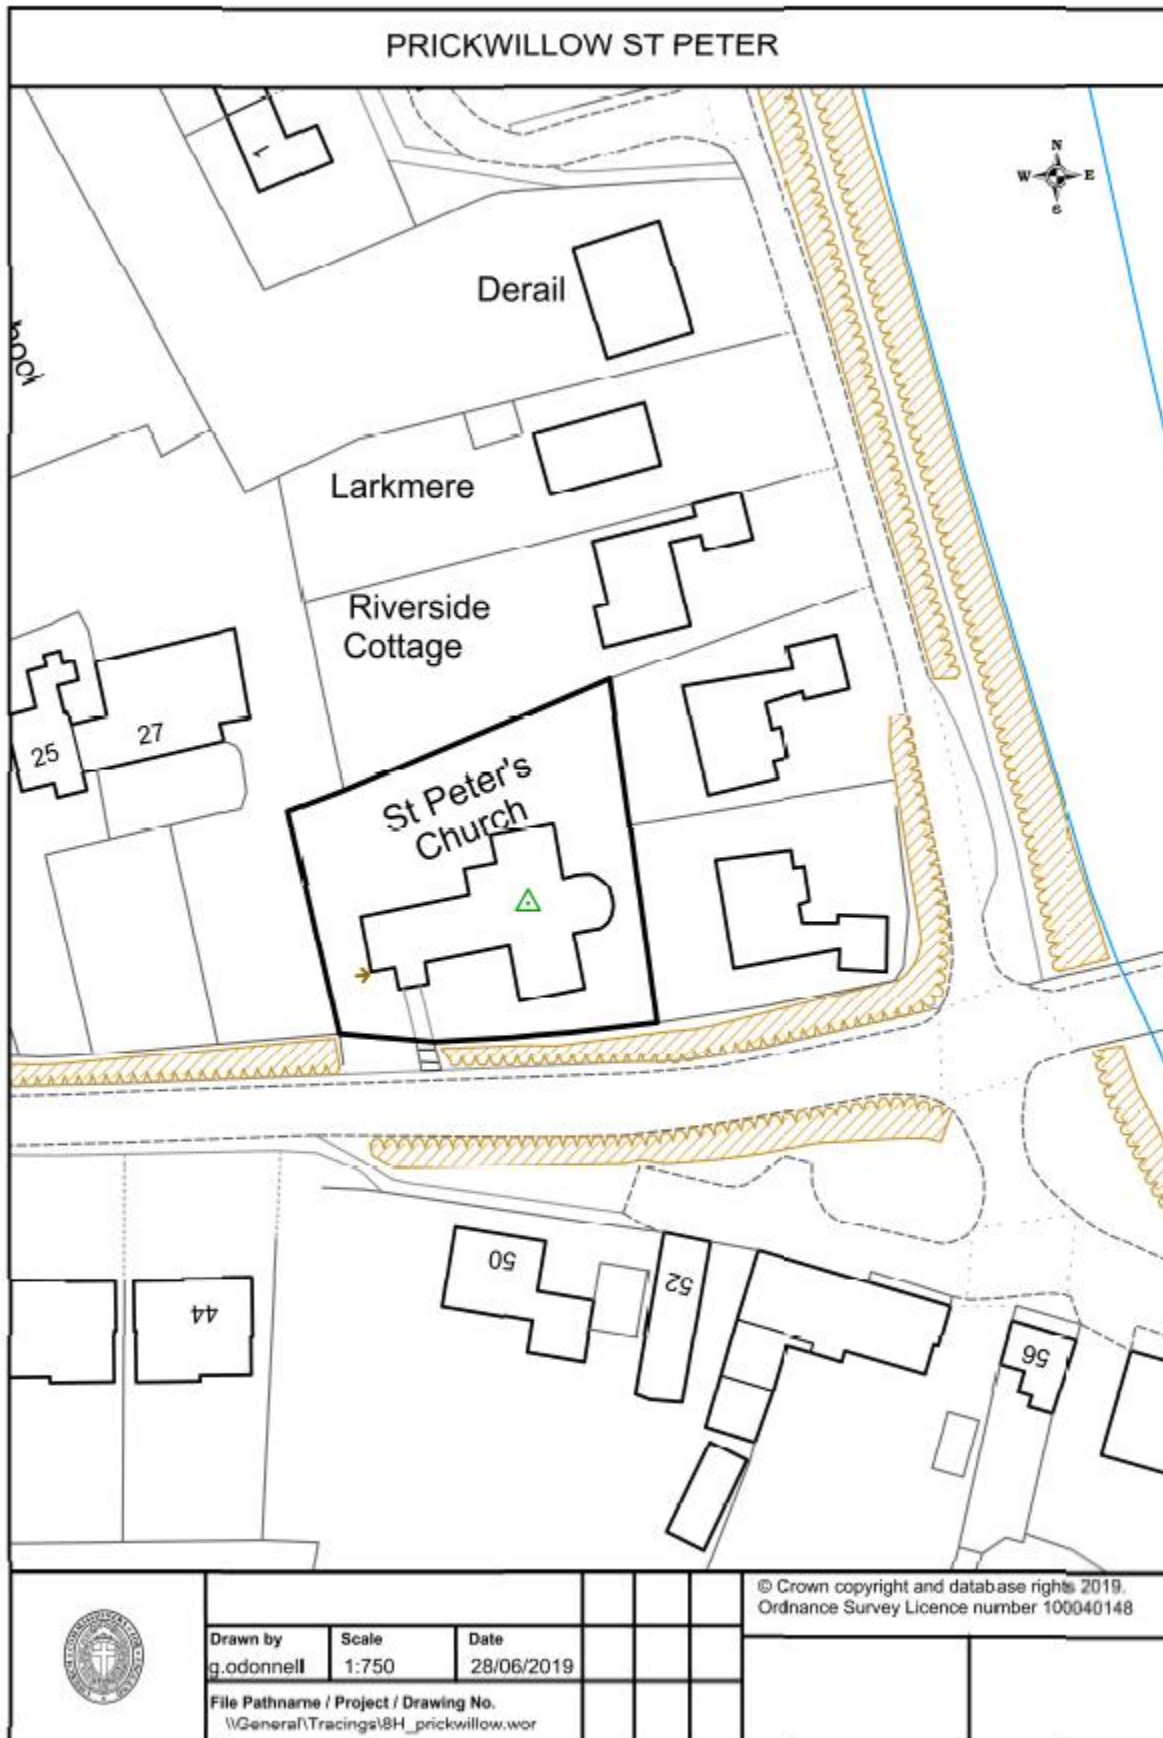 PRICKWILLOW ST PETER
N
W E
S
1
Derail
Larkmere
Riverside
Cottage
25
27
St Peter's
Church
50
52
44
56
© Crown copyright and database rights 2019.
Ordnance Survey Licence number 100040148
Drawn by
g.odonnell
Scale
1:750
Date
28/06/2019
File Pathname / Project / Drawing No.
\\General\Tracings\8H_prickwillow.wor